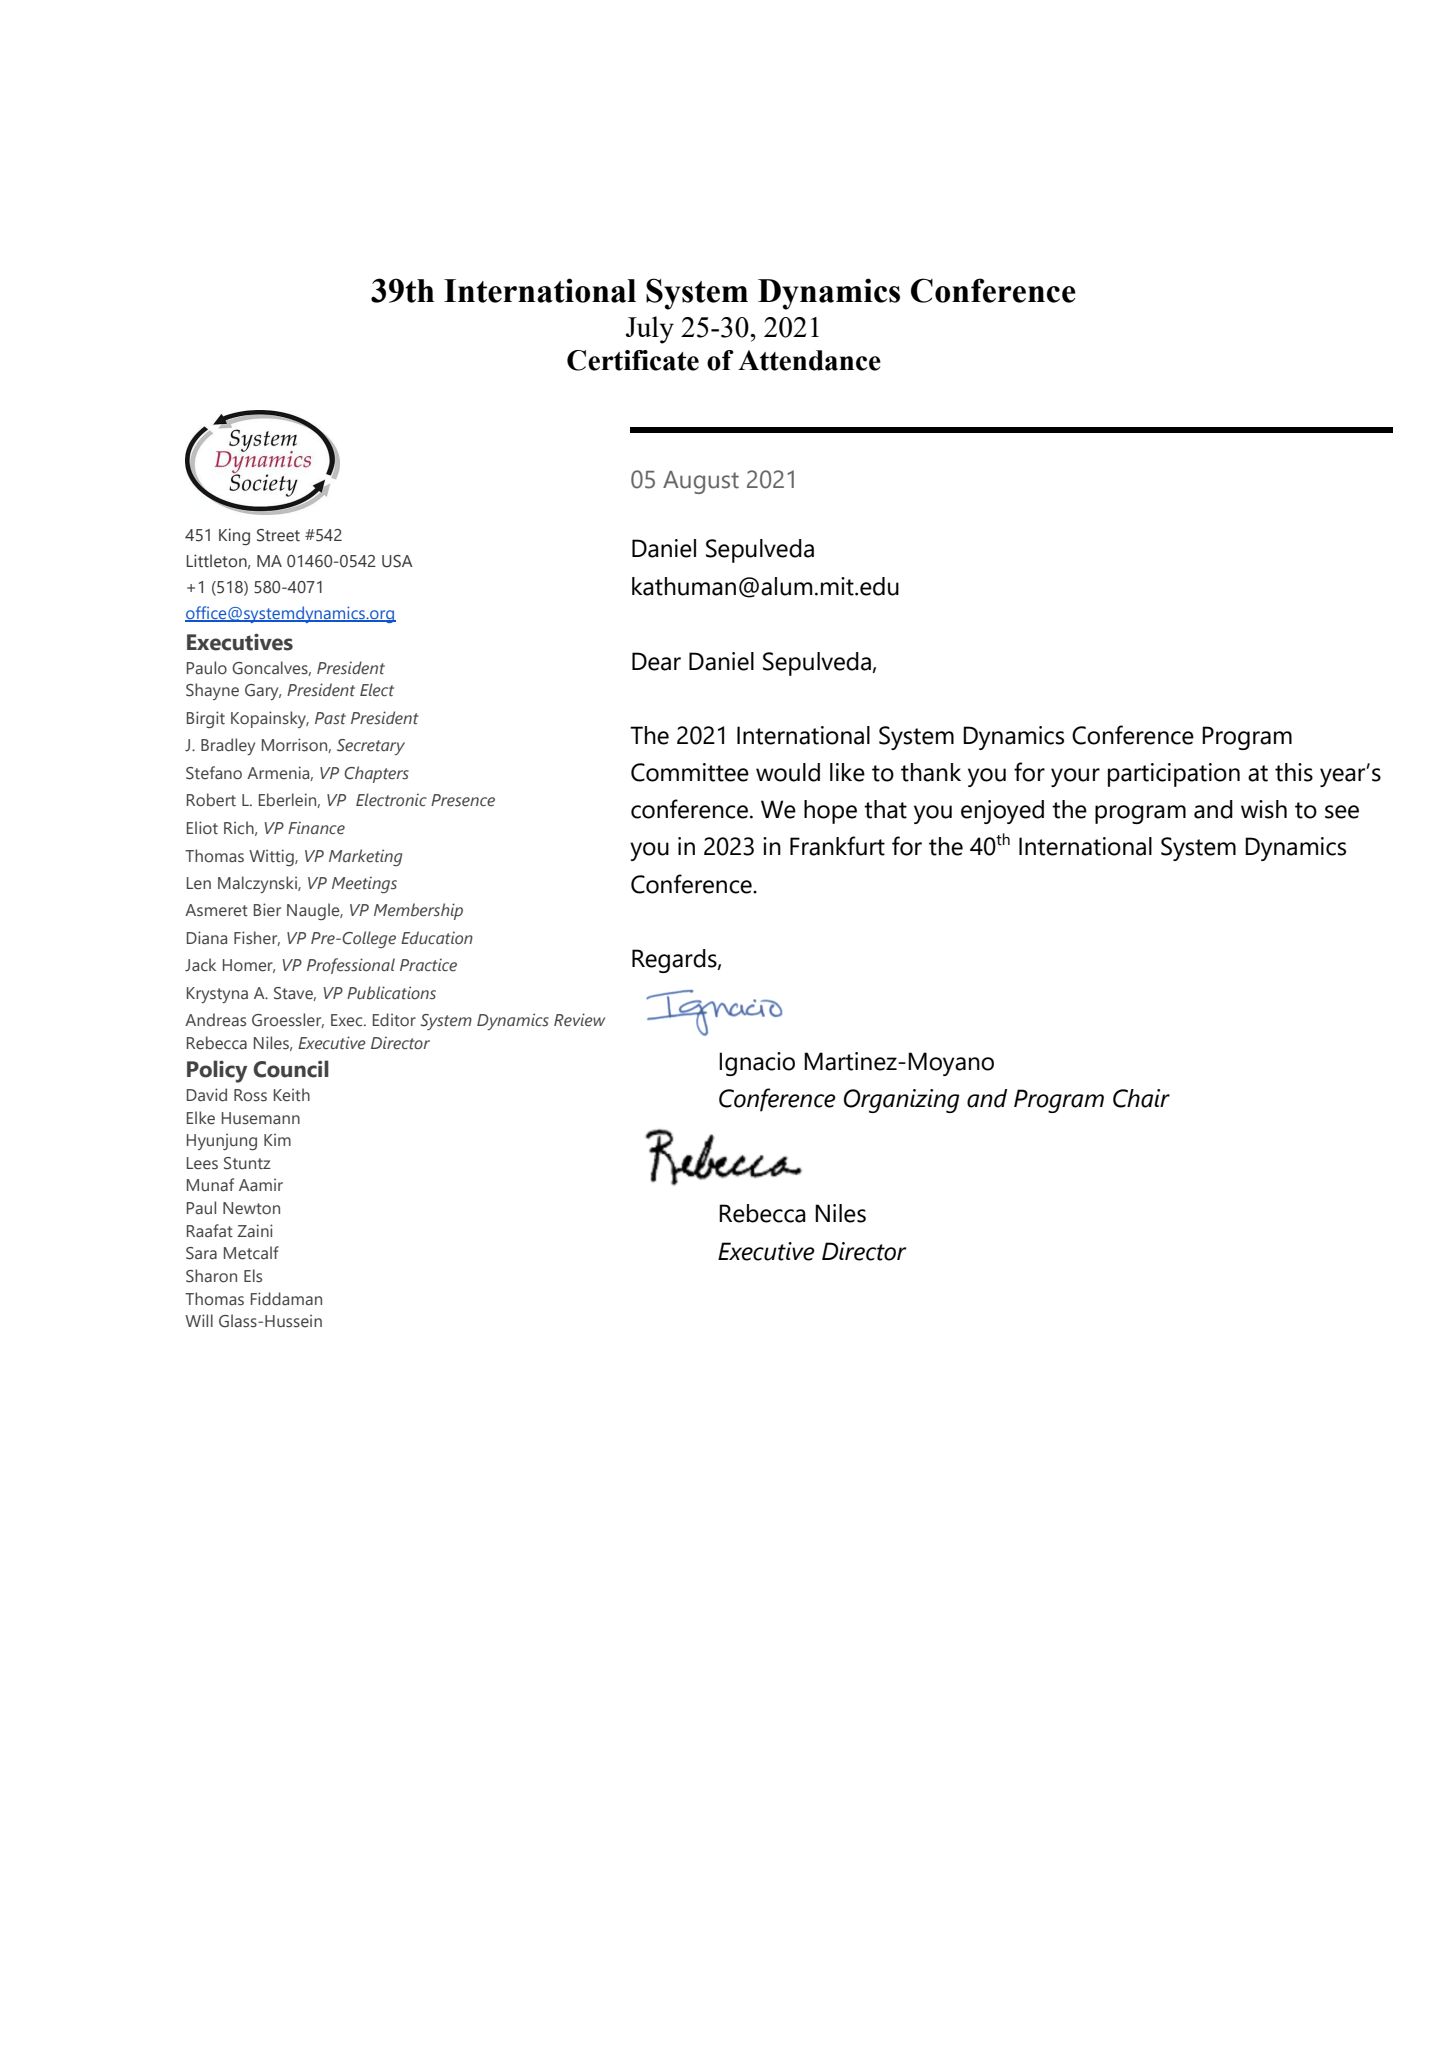 39th International System Dynamics Conference
July 25-30, 2021
Certificate of Attendance
System
Dynamics
Society
451 King Street #542
Littleton, MA 01460-0542 USA
+1 (518) 580-4071
office@systemdynamics.org
Executives
Paulo Goncalves, President
Shayne Gary, President Elect
Birgit Kopainsky, Past President
J. Bradley Morrison, Secretary
Stefano Armenia, VP Chapters
Robert L. Eberlein, VP  Electronic Presence
Eliot Rich, VP Finance
Thomas Wittig, VP Marketing
Len Malczynski, VP Meetings
Asmeret Bier Naugle, VP Membership
Diana Fisher, VP Pre-College Education
Jack Homer, VP Professional Practice
Krystyna A. Stave, VP Publications
Andreas Groessler, Exec. Editor System Dynamics Review
Rebecca Niles, Executive Director
Policy Council
David Ross Keith
Elke Husemann
Hyunjung Kim
Lees Stuntz
Munaf Aamir
Paul Newton
Raafat Zaini
Sara Metcalf
Sharon Els
Thomas Fiddaman
Will Glass-Hussein
05 August 2021
Daniel Sepulveda
kathuman@alum.mit.edu
Dear Daniel Sepulveda,
The 2021 International System Dynamics Conference Program
Committee would like to thank you for your participation at this year’s
conference. We hope that you enjoyed the program and wish to see
you in 2023 in Frankfurt for the 40th International System Dynamics
Conference.
Regards,
Ignacio
Ignacio Martinez-Moyano
Conference Organizing and Program Chair
Rebecca
Rebecca Niles
Executive Director